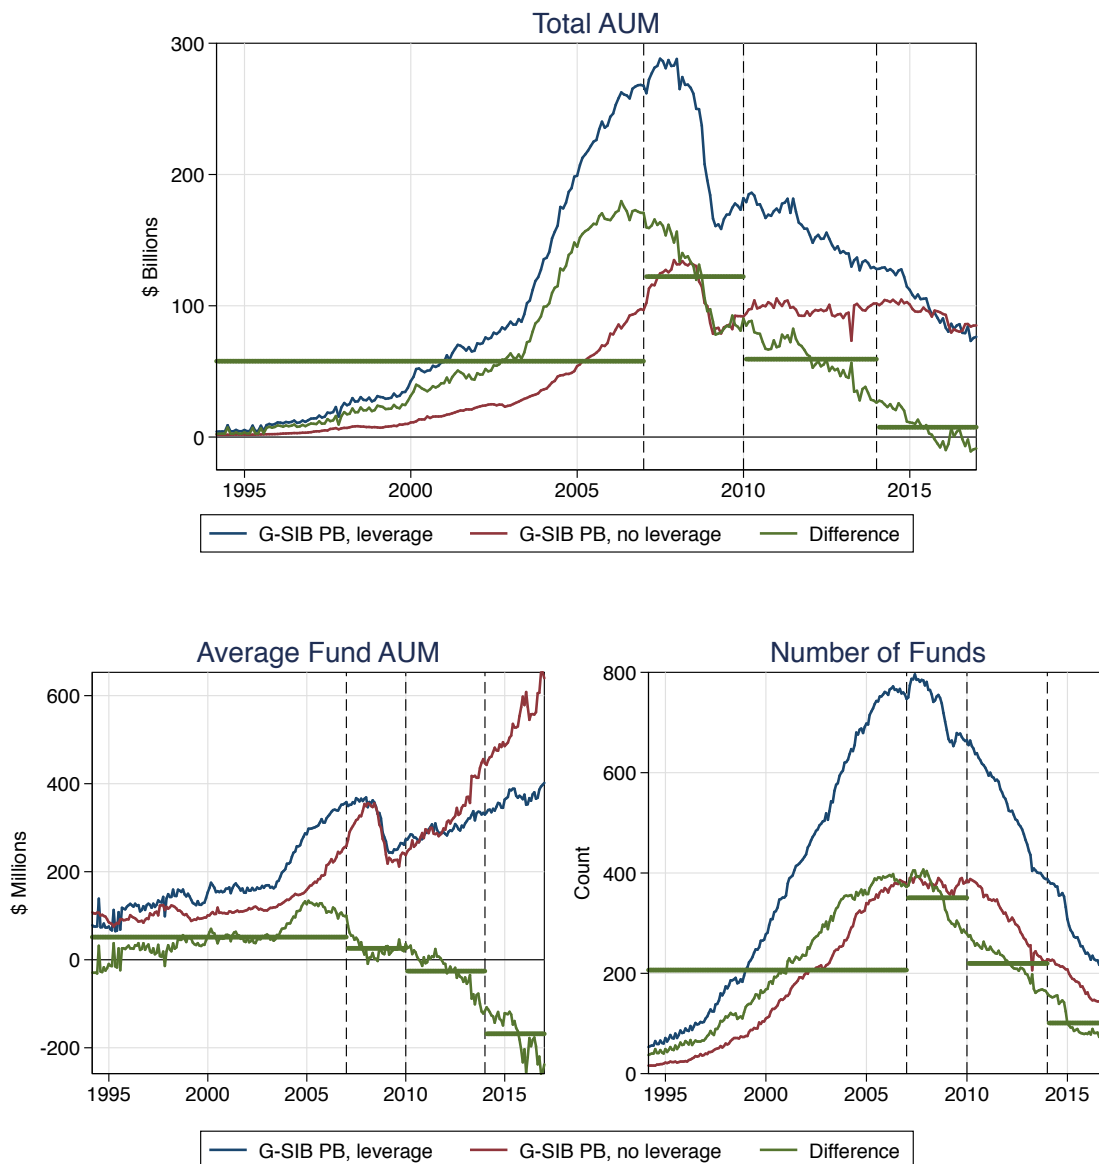 Total AUM
$ Billions
300
200
100
0
1995 2000 2005 2010 2015
G-SIB PB, leverage G-SIB PB, no leverage Difference
Average Fund AUM
$ Millions
600
400
200
0
-200
1995 2000 2005 2010 2015
Number of Funds
Count
800
600
400
200
0
1995 2000 2005 2010 2015
G-SIB PB, leverage G-SIB PB, no leverage Difference